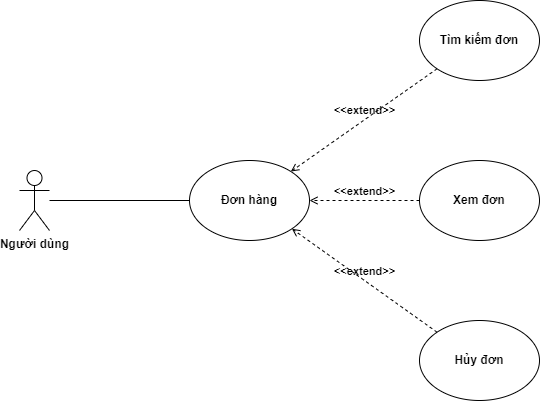 Tìm kiếm đơn
<<extend>>
Đơn hàng
<<extend>>
Xem đơn
Người dùng
<<extend>>
Hủy đơn